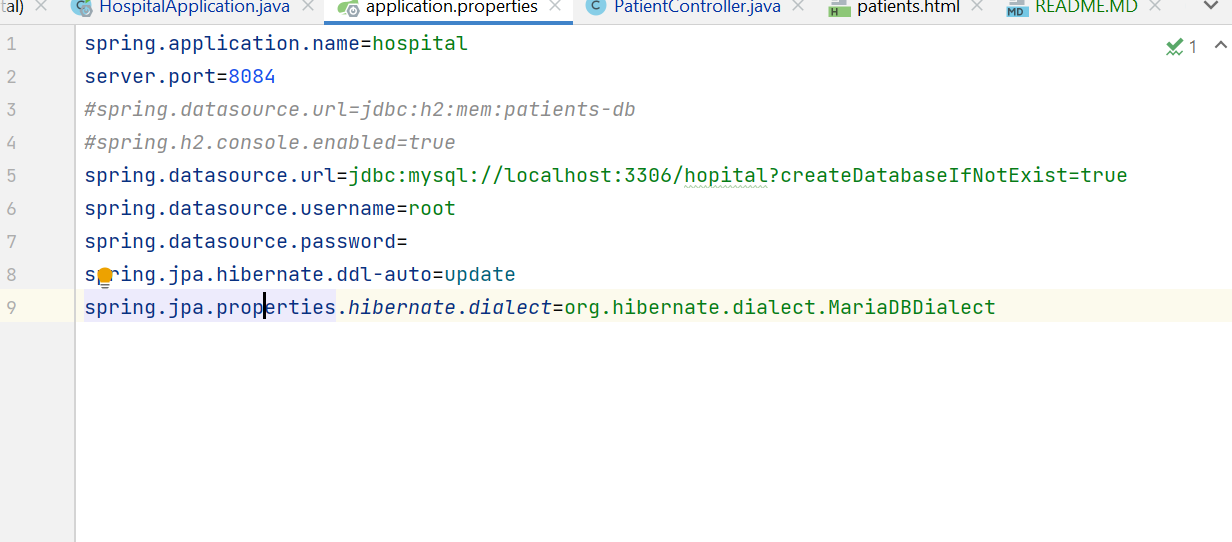 tal) HospitalApplication.java application.properties PatientController.java patients.html README.MD
1 spring.application.name=hospital
1
2 server.port=8084
3 #spring.datasource.url=jdbc:h2:mem:patients-db
4 #spring.h2.console.enabled=true
5 spring.datasource.url=jdbc:mysql://localhost:3306/hopital?createDatabaseIfNotExist=true
6 spring.datasource.username=root
7 spring.datasource.password=
8 spring.jpa.hibernate.ddl-auto=update
9 spring.jpa.properties.hibernate.dialect=org.hibernate.dialect.MariaDBDialect